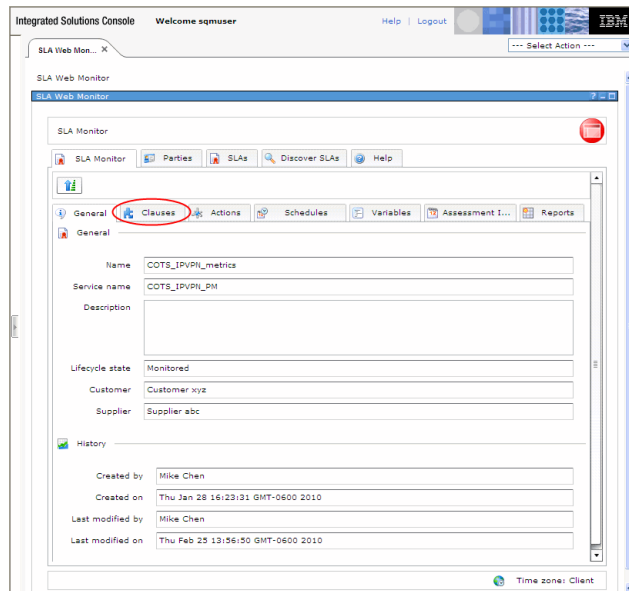 Integrated Solutions Console Welcome sqmuser Help | Logout IBM
SLA Web Mon... X --- Select Action ---
SLA Web Monitor
SLA Web Monitor
SLA Monitor
SLA Monitor Parties SLAs Discover SLAs Help
General Clauses Actions Schedules Variables Assessment I... Reports
General
Name COTS_IPVPN_metrics
Service name COTS_IPVPN_PM
Description
Lifecycle state Monitored
Customer Customer xyz
Supplier Supplier abc
History
Created by Mike Chen
Created on Thu Jan 28 16:23:31 GMT-0600 2010
Last modified by Mike Chen
Last modified on Thu Feb 25 13:56:50 GMT-0600 2010
Time zone: Client